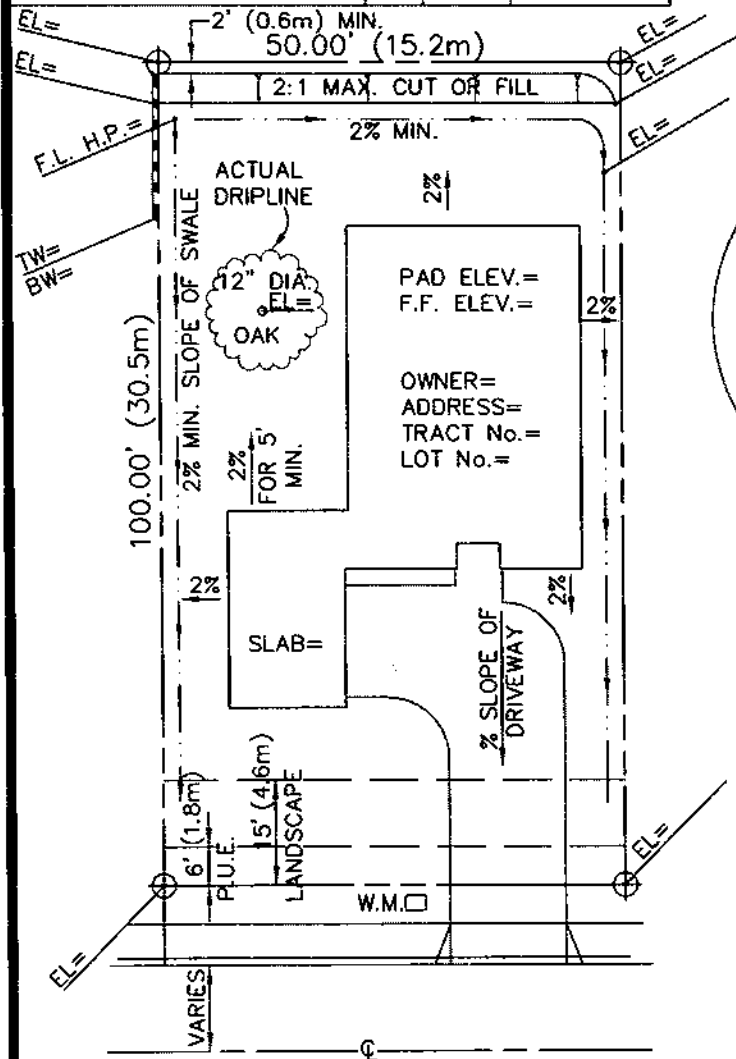 2' (0.6m) MIN.
50.00' (15.2m)
EL=
EL=
EL=
EL=
2:1 MAX. CUT OR FILL
2% MIN.
F.L. H.P.=
EL=
ACTUAL
DRIPLINE
2%
TW=
BW=
2% MIN. SLOPE OF SWALE
12" DIA.
EL=
OAK
PAD ELEV.=
F.F. ELEV.=
2%
100.00' (30.5m)
OWNER=
ADDRESS=
TRACT No.=
LOT No.=
2%
FOR 5'
MIN.
2%
2%
SLAB=
% SLOPE OF
DRIVEWAY
6' (1.8m)
P.U.E.
15' (4.6m)
LANDSCAPE
W.M.
EL=
EL=
VARIES
℄